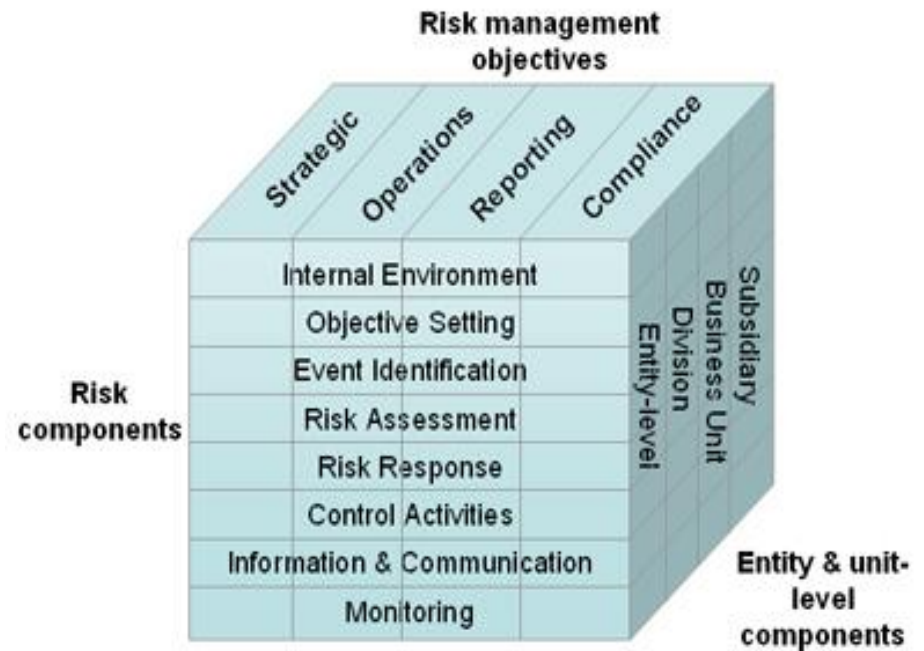 Risk management
objectives
Strategic
Operations
Reporting
Compliance
Internal Environment
Objective Setting
Event Identification
Risk Assessment
Risk Response
Control Activities
Information & Communication
Monitoring
Entity-level
Division
Business Unit
Subsidiary
Risk
components
Entity & unit-
level
components